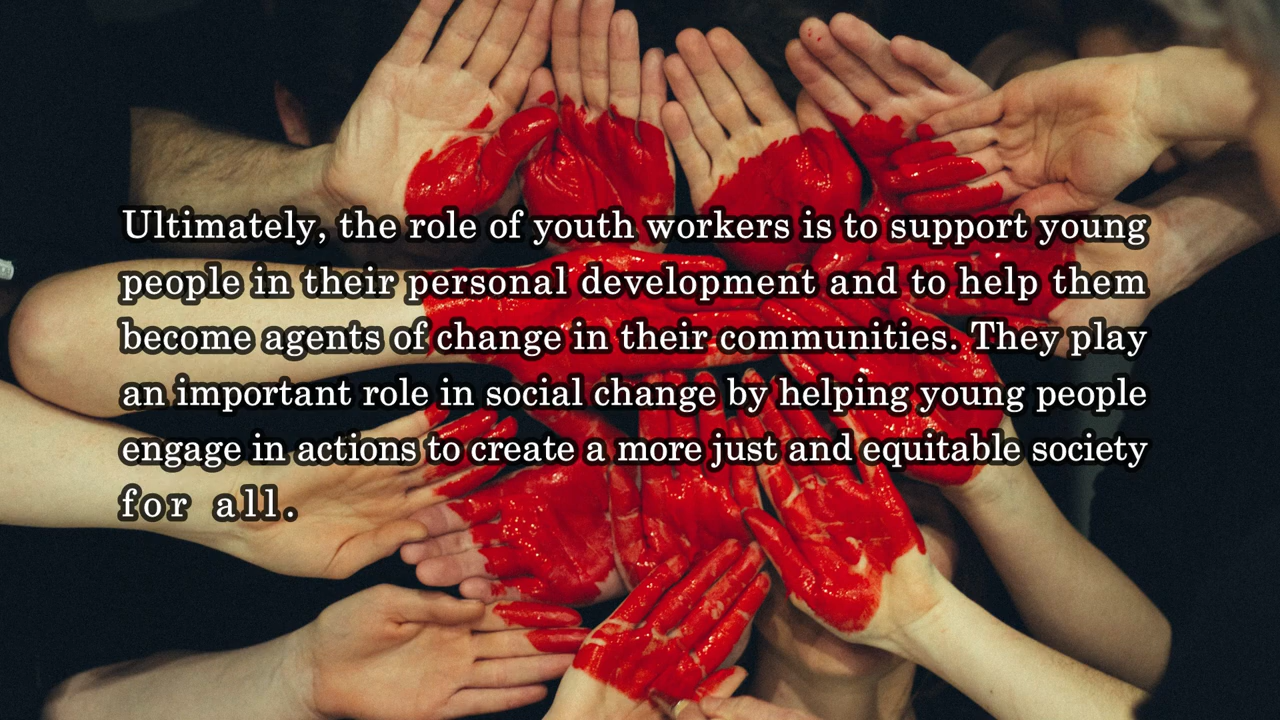 Ultimately, the role of youth workers is to support young
people in their personal development and to help them
become agents of change in their communities. They play
an important role in social change by helping young people
engage in actions to create a more just and equitable society
for all.